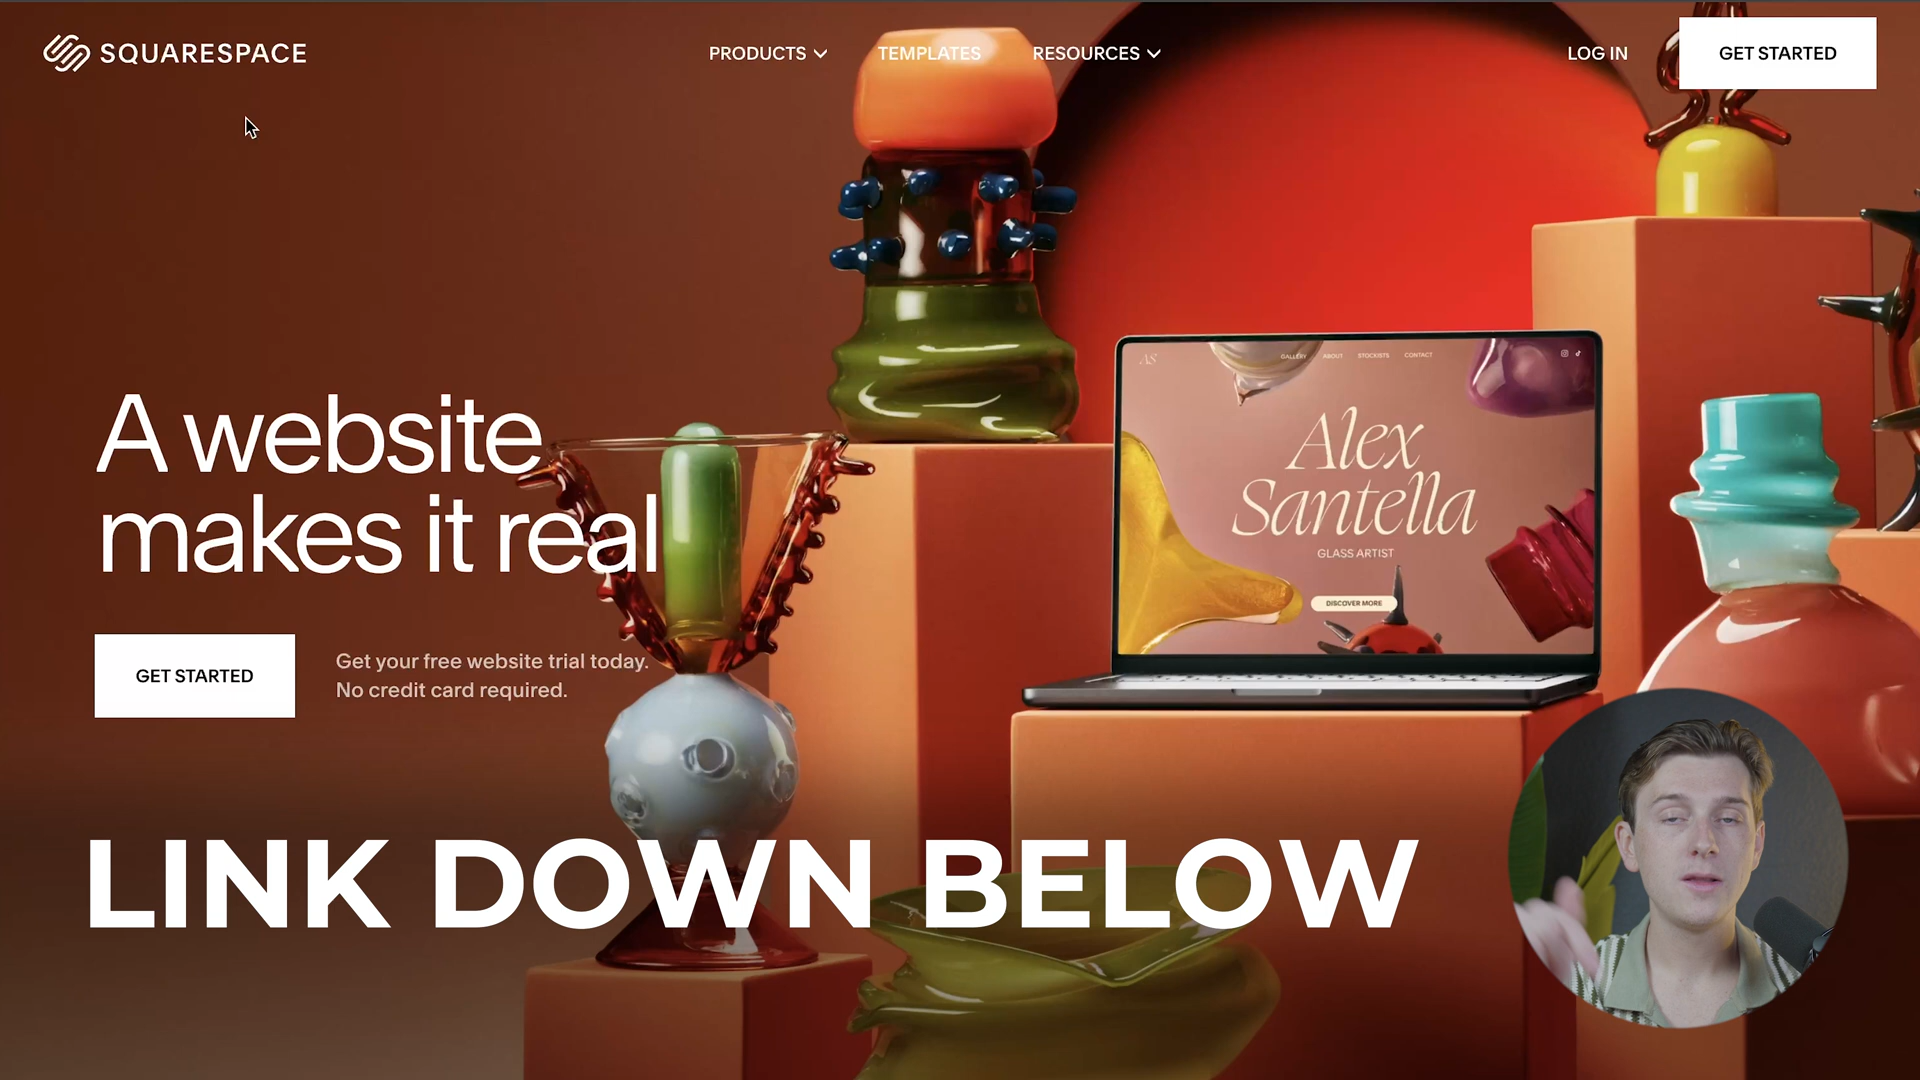 SQUARESPACE
PRODUCTS
TEMPLATES
RESOURCES
LOG IN
GET STARTED
A website
makes it real
GET STARTED
Get your free website trial today.
No credit card required.
AS
GALLERY ABOUT STOCKISTS CONTACT
Alex
Santella
GLASS ARTIST
DISCOVER MORE
LINK DOWN BELOW